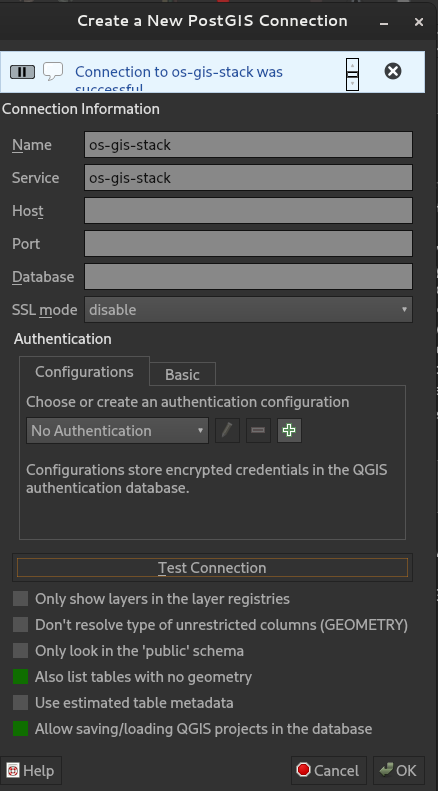 Create a New PostGIS Connection
Connection to os-gis-stack was
successful
Connection Information
Name os-gis-stack
Service os-gis-stack
Host
Port
Database
SSL mode disable
Authentication
Configurations Basic
Choose or create an authentication configuration
No Authentication
Configurations store encrypted credentials in the QGIS
authentication database.
Test Connection
Only show layers in the layer registries
Don't resolve type of unrestricted columns (GEOMETRY)
Only look in the 'public' schema
Also list tables with no geometry
Use estimated table metadata
Allow saving/loading QGIS projects in the database
Help Cancel OK